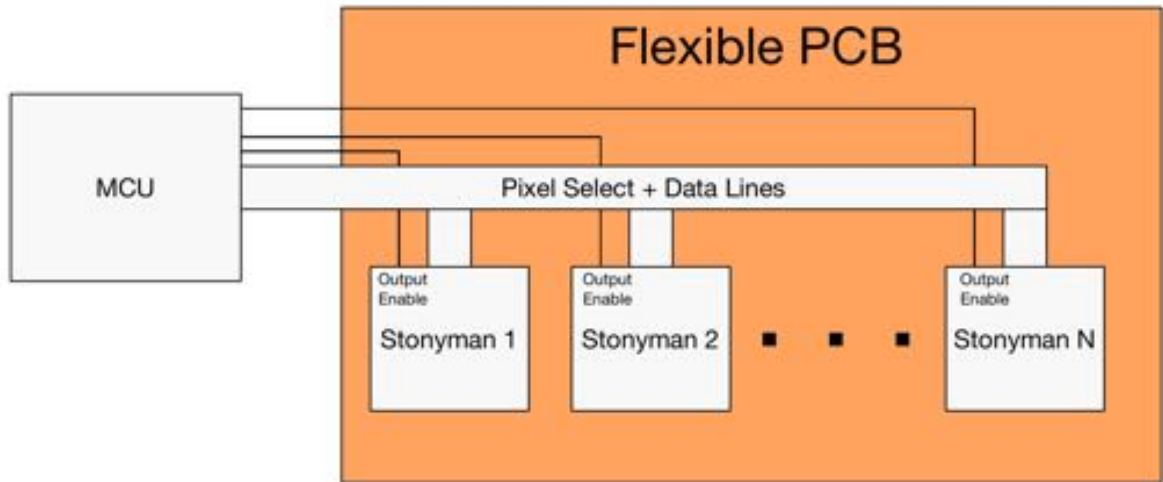 Flexible PCB
MCU
Pixel Select + Data Lines
Output
Enable
Stonyman 1
Output
Enable
Stonyman 2
Output
Enable
Stonyman N